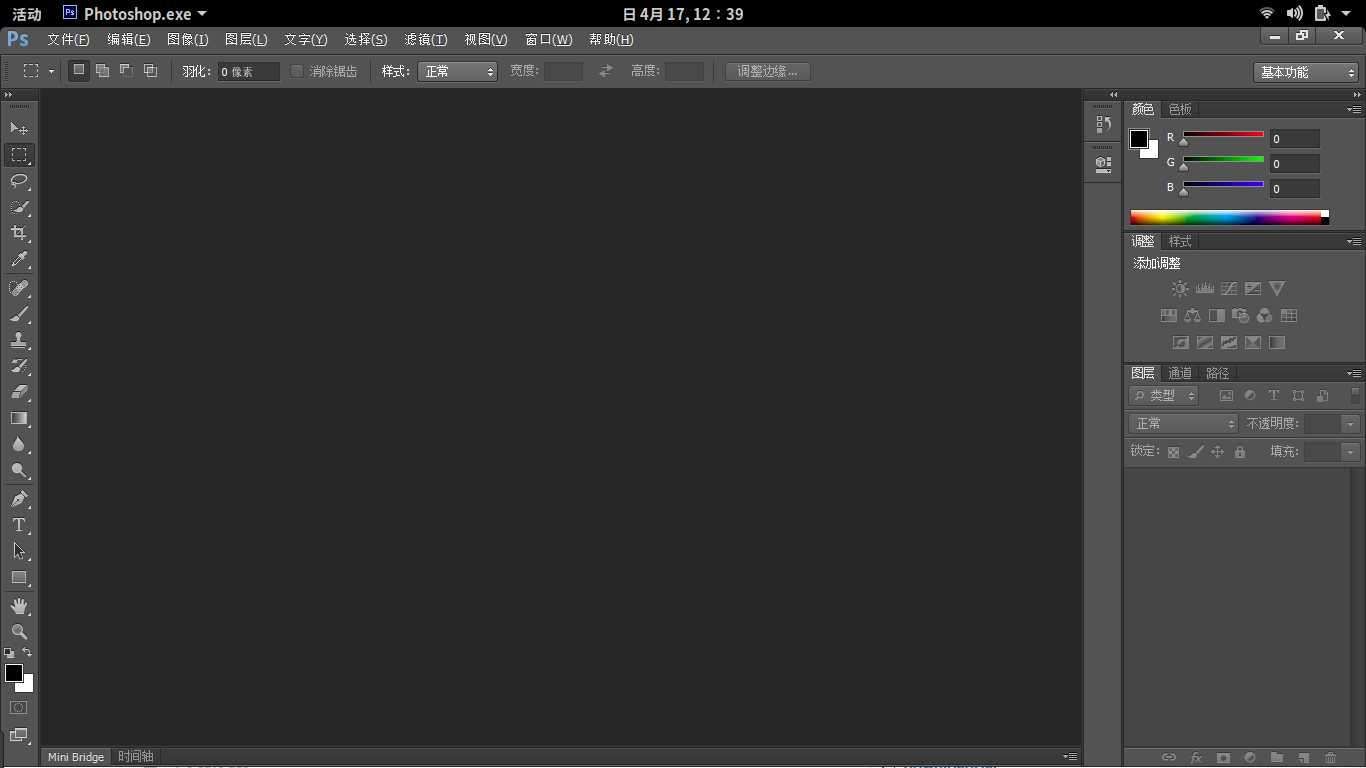 活动 Ps Photoshop.exe 日 4月 17, 12：39
Ps 文件(F) 编辑(E) 图像(I) 图层(L) 文字(Y) 选择(S) 滤镜(T) 视图(V) 窗口(W) 帮助(H)
羽化: 0 像素 消除锯齿 样式: 正常 宽度: 高度: 调整边缘... 基本功能
颜色 色板
R 0
G 0
B 0
调整 样式
添加调整
图层 通道 路径
类型
正常 不透明度:
锁定: 填充:
Mini Bridge 时间轴